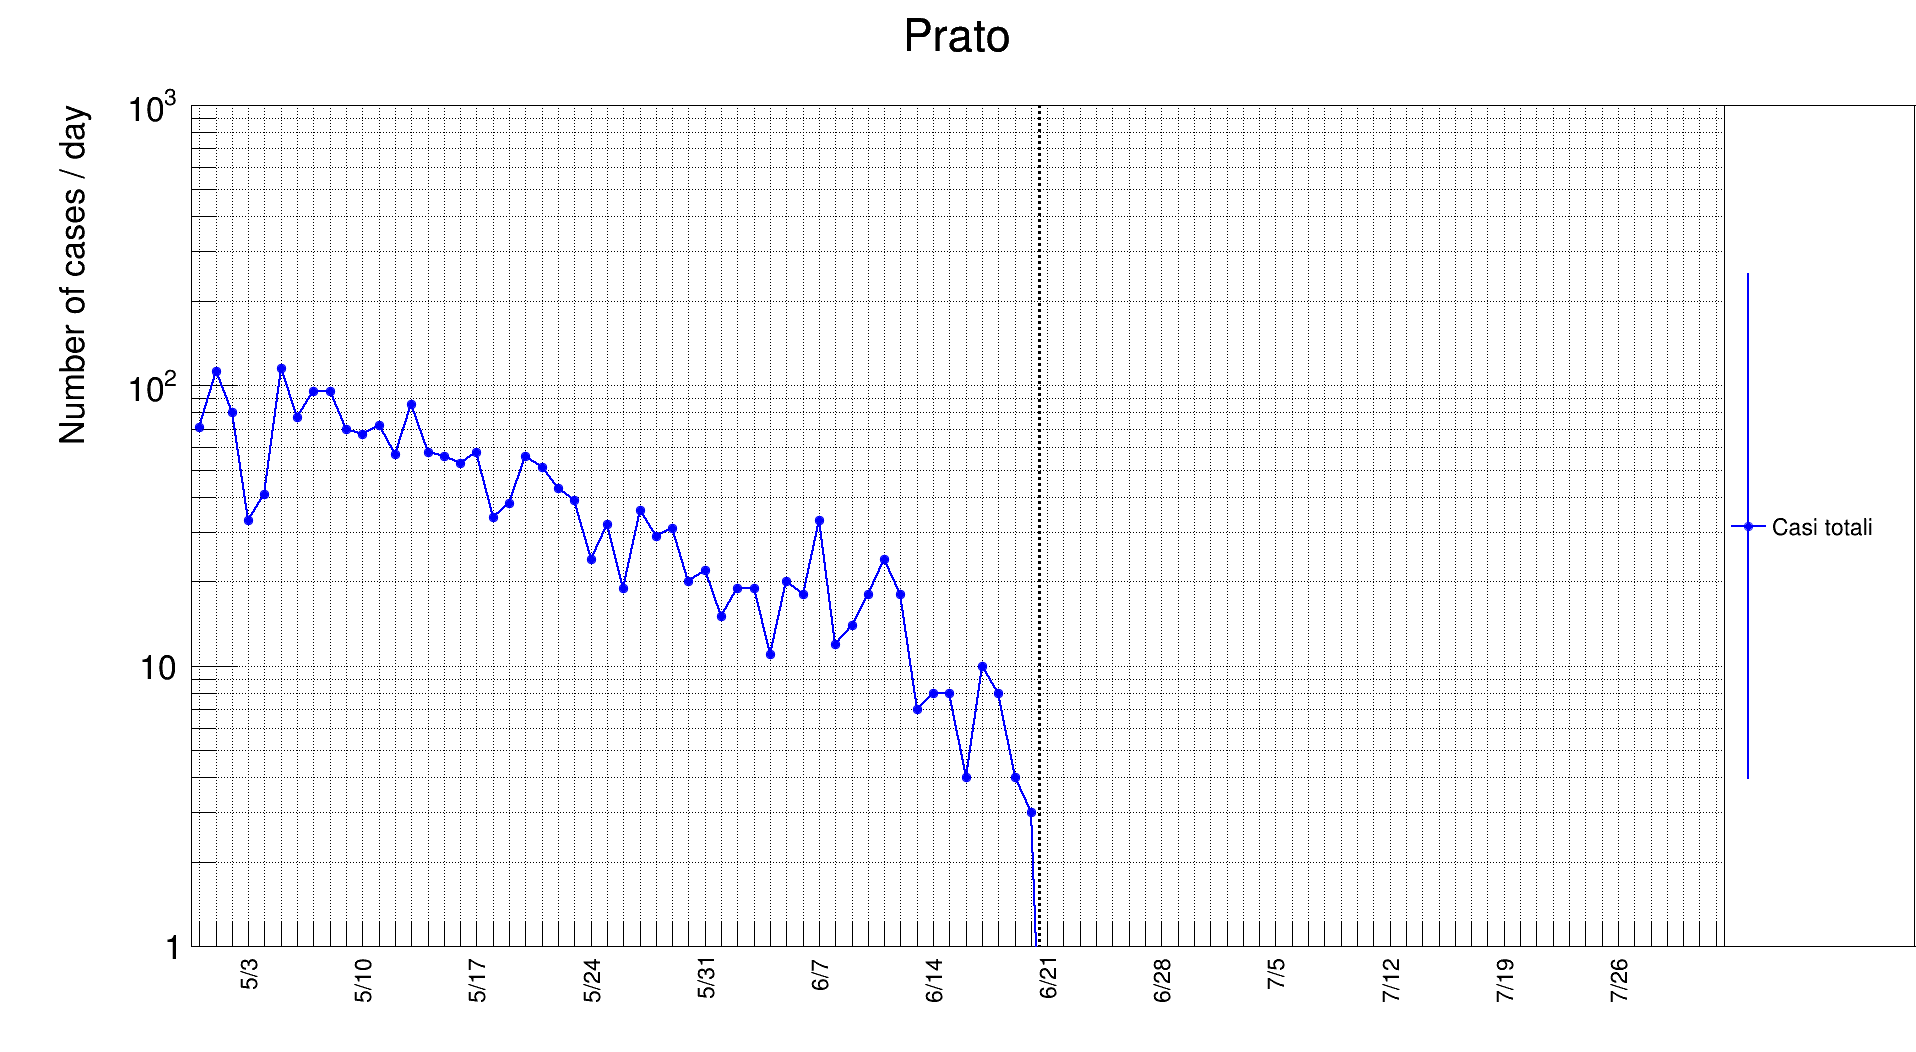 Prato
Number of cases / day
10³
10²
10
1
5/3 5/10 5/17 5/24 5/31 6/7 6/14 6/21 6/28 7/5 7/12 7/19 7/26
Casi totali